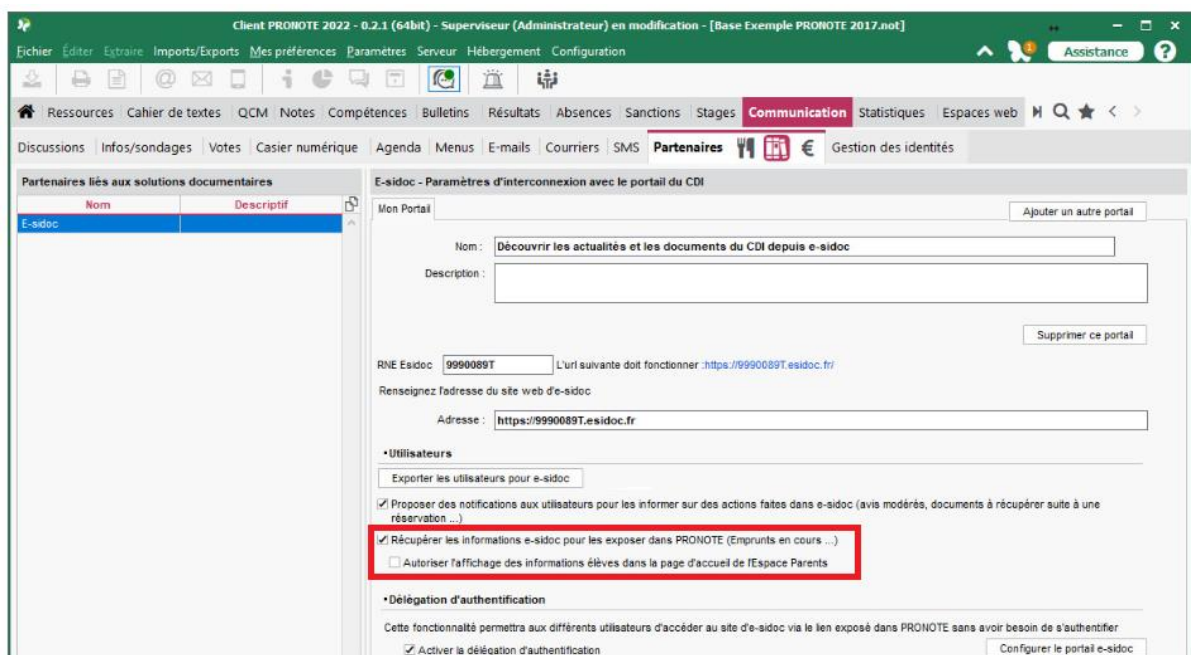 Client PRONOTE 2022 - 0.2.1 (64bit) - Superviseur (Administrateur) en modification - [Base Exemple PRONOTE 2017.not]
Fichier Éditer Extraire Imports/Exports Mes préférences Paramètres Serveur Hébergement Configuration Assistance ?
Ressources Cahier de textes QCM Notes Compétences Bulletins Résultats Absences Sanctions Stages Communication Statistiques Espaces web
Discussions Infos/sondages Votes Casier numérique Agenda Menus E-mails Courriers SMS Partenaires € Gestion des identités
Partenaires liés aux solutions documentaires
Nom Descriptif
E-sidoc
E-sidoc - Paramètres d'interconnexion avec le portail du CDI
Mon Portail
Ajouter un autre portail
Nom : Découvrir les actualités et les documents du CDI depuis e-sidoc
Description :
Supprimer ce portail
RNE Esidoc 9990089T L'url suivante doit fonctionner :https://9990089T.esidoc.fr/
Renseignez l'adresse du site web d'e-sidoc
Adresse : https://9990089T.esidoc.fr
•Utilisateurs
Exporter les utilisateurs pour e-sidoc
Proposer des notifications aux utilisateurs pour les informer sur des actions faites dans e-sidoc (avis modérés, documents à récupérer suite à une
réservation ...)
Récupérer les informations e-sidoc pour les exposer dans PRONOTE (Emprunts en cours ...)
Autoriser l'affichage des informations élèves dans la page d'accueil de l'Espace Parents
•Délégation d'authentification
Cette fonctionnalité permettra aux différents utilisateurs d'accéder au site d'e-sidoc via le lien exposé dans PRONOTE sans avoir besoin de s'authentifier
Activer la délégation d'authentification
Configurer le portail e-sidoc